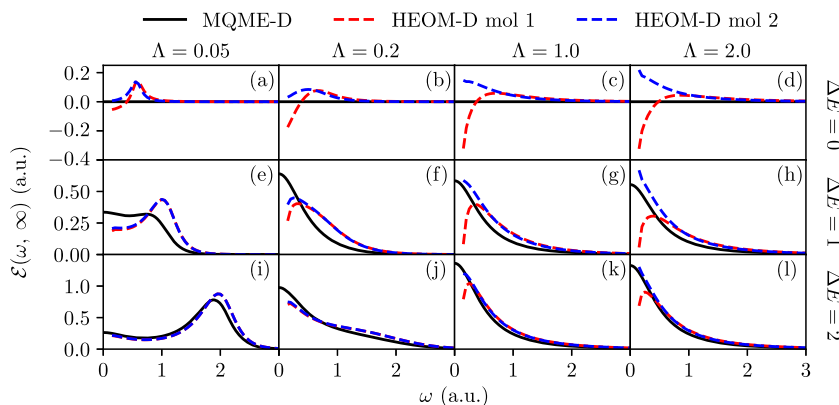 MQME-D HEOM-D mol 1 HEOM-D mol 2
Λ = 0.05 Λ = 0.2 Λ = 1.0 Λ = 2.0
0.2 (a) (b) (c) (d)
0.0
−0.2
−0.4
ΔE = 0
(e) (f) (g) (h)
0.50
0.25
0.00
ΔE = 1
(i) (j) (k) (l)
1.0
0.5
0.0
ΔE = 2
ℰ(ω, ∞) (a.u.)
0 1 2 0 1 2 0 1 2 0 1 2 3
ω (a.u.)